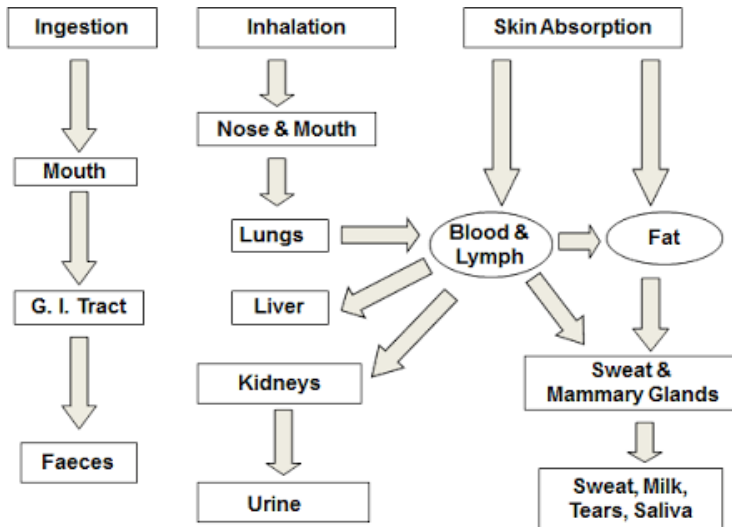 Ingestion
Inhalation
Skin Absorption
Nose & Mouth
Mouth
Lungs
Blood &
Lymph
Fat
G. I. Tract
Liver
Kidneys
Sweat &
Mammary Glands
Faeces
Urine
Sweat, Milk,
Tears, Saliva